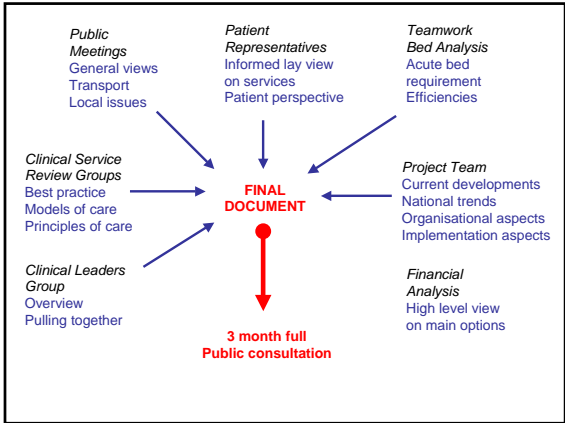 Public
Meetings
General views
Transport
Local issues
Patient
Representatives
Informed lay view
on services
Patient perspective
Teamwork
Bed Analysis
Acute bed
requirement
Efficiencies
Clinical Service
Review Groups
Best practice
Models of care
Principles of care
FINAL
DOCUMENT
Project Team
Current developments
National trends
Organisational aspects
Implementation aspects
Clinical Leaders
Group
Overview
Pulling together
Financial
Analysis
High level view
on main options
3 month full
Public consultation